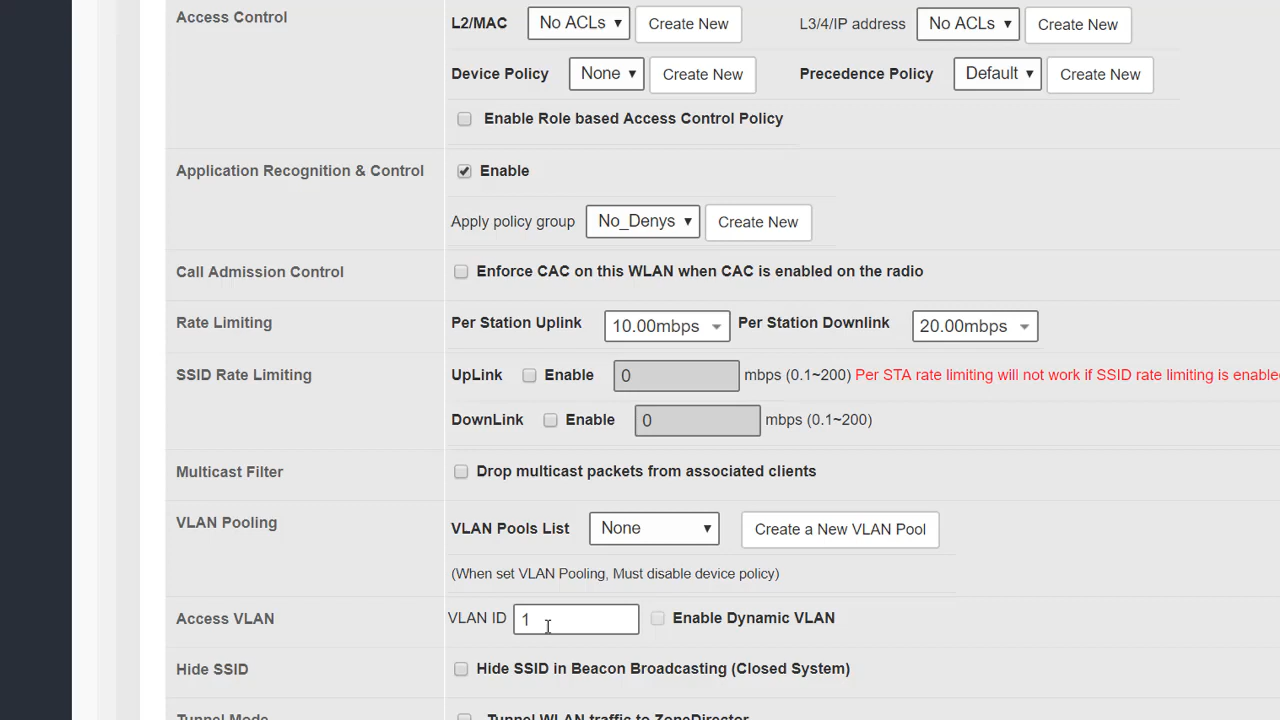 Access Control
L2/MAC No ACLs Create New L3/4/IP address No ACLs Create New
Device Policy None Create New Precedence Policy Default Create New
Enable Role based Access Control Policy
Application Recognition & Control Enable
Apply policy group No_Denys Create New
Call Admission Control Enforce CAC on this WLAN when CAC is enabled on the radio
Rate Limiting Per Station Uplink 10.00mbps Per Station Downlink 20.00mbps
SSID Rate Limiting UpLink Enable 0 mbps (0.1~200) Per STA rate limiting will not work if SSID rate limiting is enable
DownLink Enable 0 mbps (0.1~200)
Multicast Filter Drop multicast packets from associated clients
VLAN Pooling VLAN Pools List None Create a New VLAN Pool
(When set VLAN Pooling, Must disable device policy)
Access VLAN VLAN ID 1 Enable Dynamic VLAN
Hide SSID Hide SSID in Beacon Broadcasting (Closed System)
Tunnel Mode Tunnel WLAN traffic to ZoneDirector